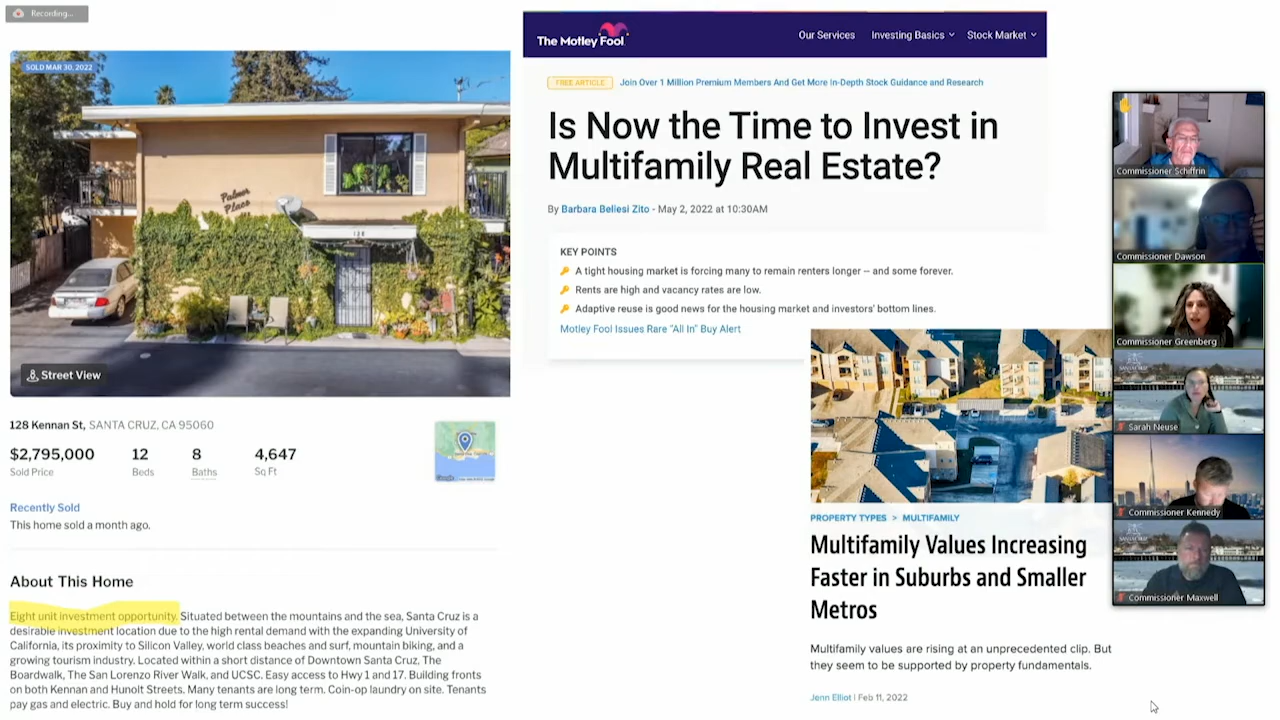 Recording...
SOLD MAR 30, 2022
Palmer
Place
128
Street View
128 Kennan St, SANTA CRUZ, CA 95060
$2,795,000 12 8 4,647
Sold Price Beds Baths Sq Ft
Google
Recently Sold
This home sold a month ago.
About This Home
Eight unit investment opportunity. Situated between the mountains and the sea, Santa Cruz is a
desirable investment location due to the high rental demand with the expanding University of
California, its proximity to Silicon Valley, world class beaches and surf, mountain biking, and a
growing tourism industry. Located within a short distance of Downtown Santa Cruz, The
Boardwalk, The San Lorenzo River Walk, and UCSC. Easy access to Hwy 1 and 17. Building fronts
on both Kennan and Hunolt Streets. Many tenants are long term. Coin-op laundry on site. Tenants
pay gas and electric. Buy and hold for long term success!
The Motley Fool.
Our Services Investing Basics Stock Market
FREE ARTICLE Join Over 1 Million Premium Members And Get More In-Depth Stock Guidance and Research
Is Now the Time to Invest in
Multifamily Real Estate?
By Barbara Bellesi Zito - May 2, 2022 at 10:30AM
KEY POINTS
A tight housing market is forcing many to remain renters longer -- and some forever.
Rents are high and vacancy rates are low.
Adaptive reuse is good news for the housing market and investors' bottom lines.
Motley Fool Issues Rare "All In" Buy Alert
PROPERTY TYPES > MULTIFAMILY
Multifamily Values Increasing
Faster in Suburbs and Smaller
Metros
Multifamily values are rising at an unprecedented clip. But
they seem to be supported by property fundamentals.
Jenn Elliot | Feb 11, 2022
Commissioner Schiffrin
Commissioner Dawson
Commissioner Greenberg
Sarah Neuse
Commissioner Kennedy
Commissioner Maxwell